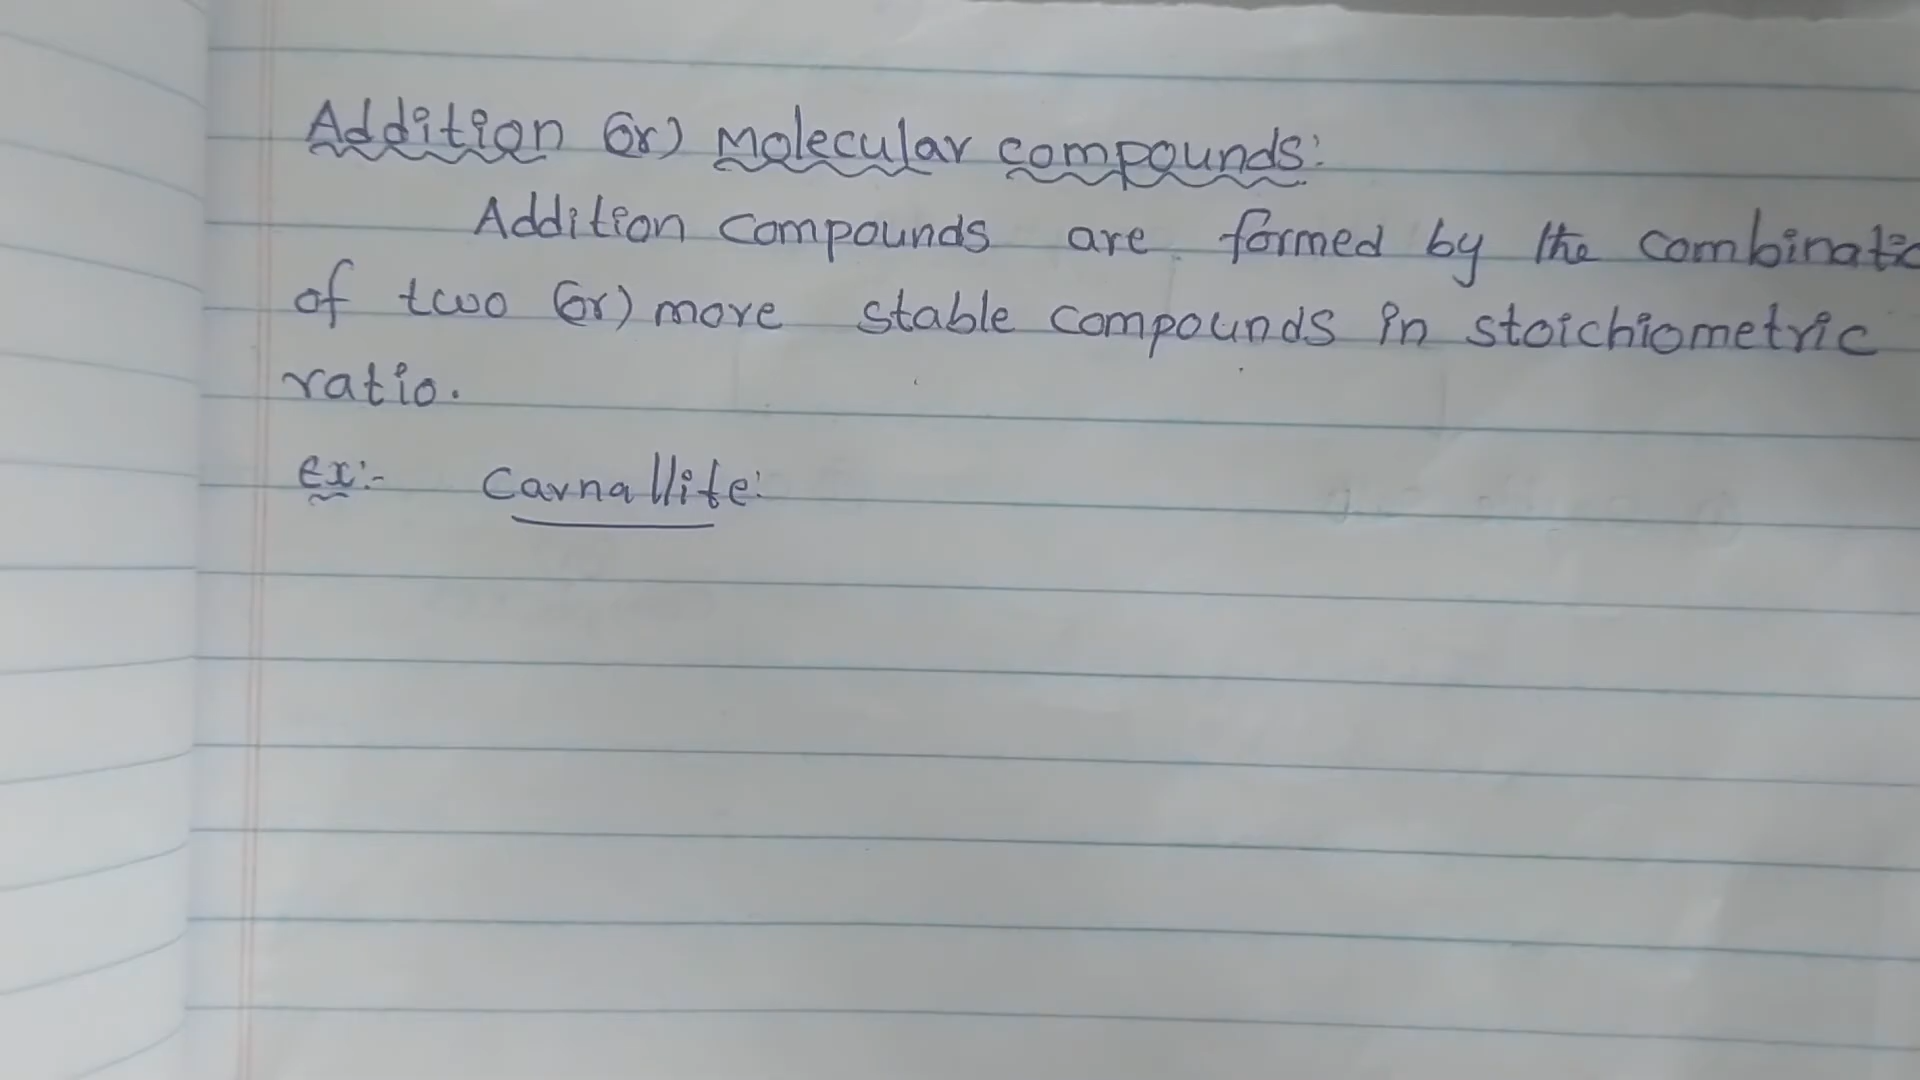 Addition (or) Molecular compounds:
Addition compounds are formed by the combinatio
of two (or) more stable compounds in stoichiometric
ratio.
ex:- Carnallite: